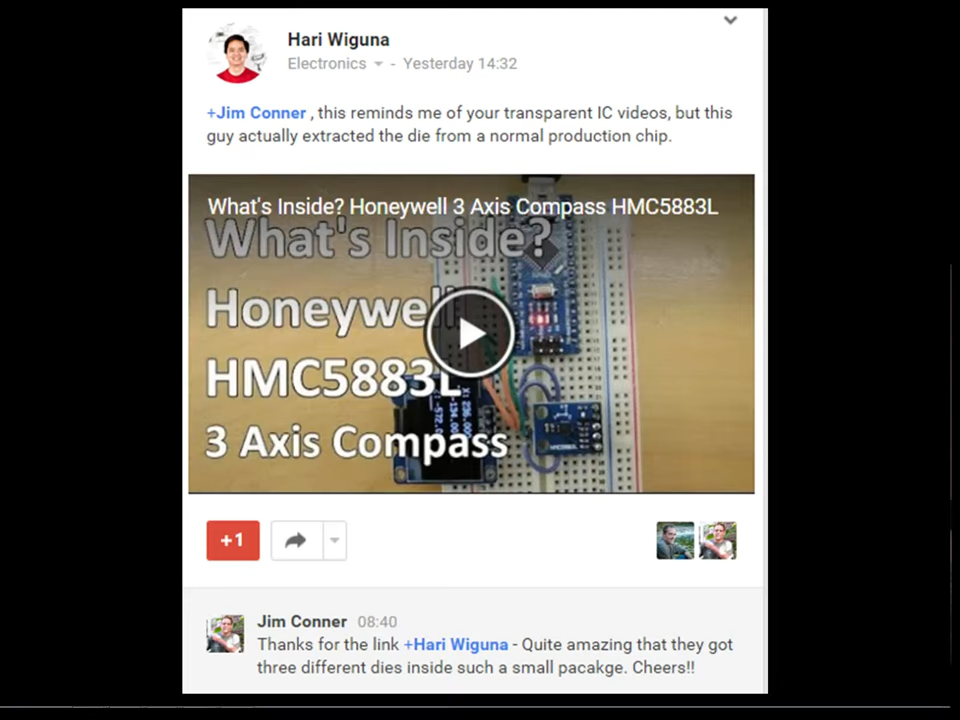 Hari Wiguna
Electronics - Yesterday 14:32
+Jim Conner , this reminds me of your transparent IC videos, but this
guy actually extracted the die from a normal production chip.
What's Inside? Honeywell 3 Axis Compass HMC5883L
What's Inside?
Honeywell
HMC5883L
3 Axis Compass
+1
Jim Conner 08:40
Thanks for the link +Hari Wiguna - Quite amazing that they got
three different dies inside such a small pacakge. Cheers!!